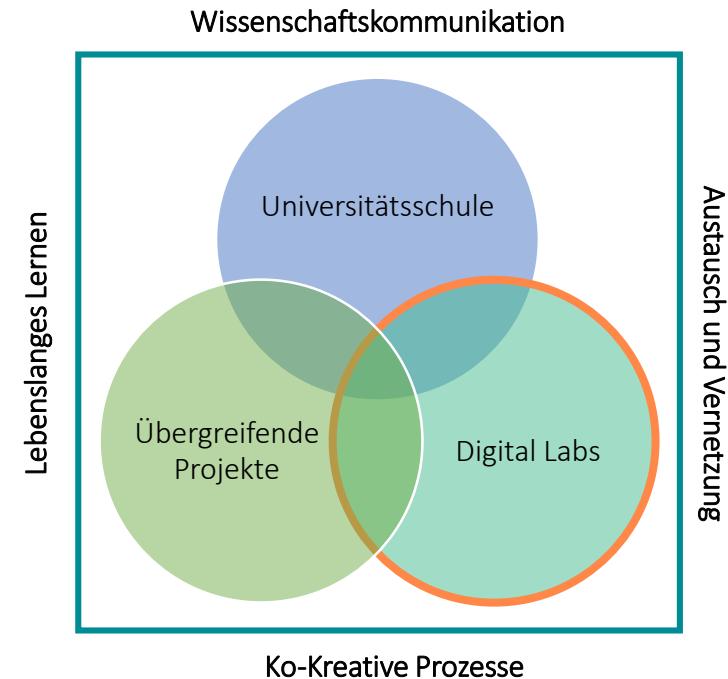 Wissenschaftskommunikation
Universitätsschule
Lebenslanges Lernen
Austausch und Vernetzung
Übergreifende
Projekte
Digital Labs
Ko-Kreative Prozesse